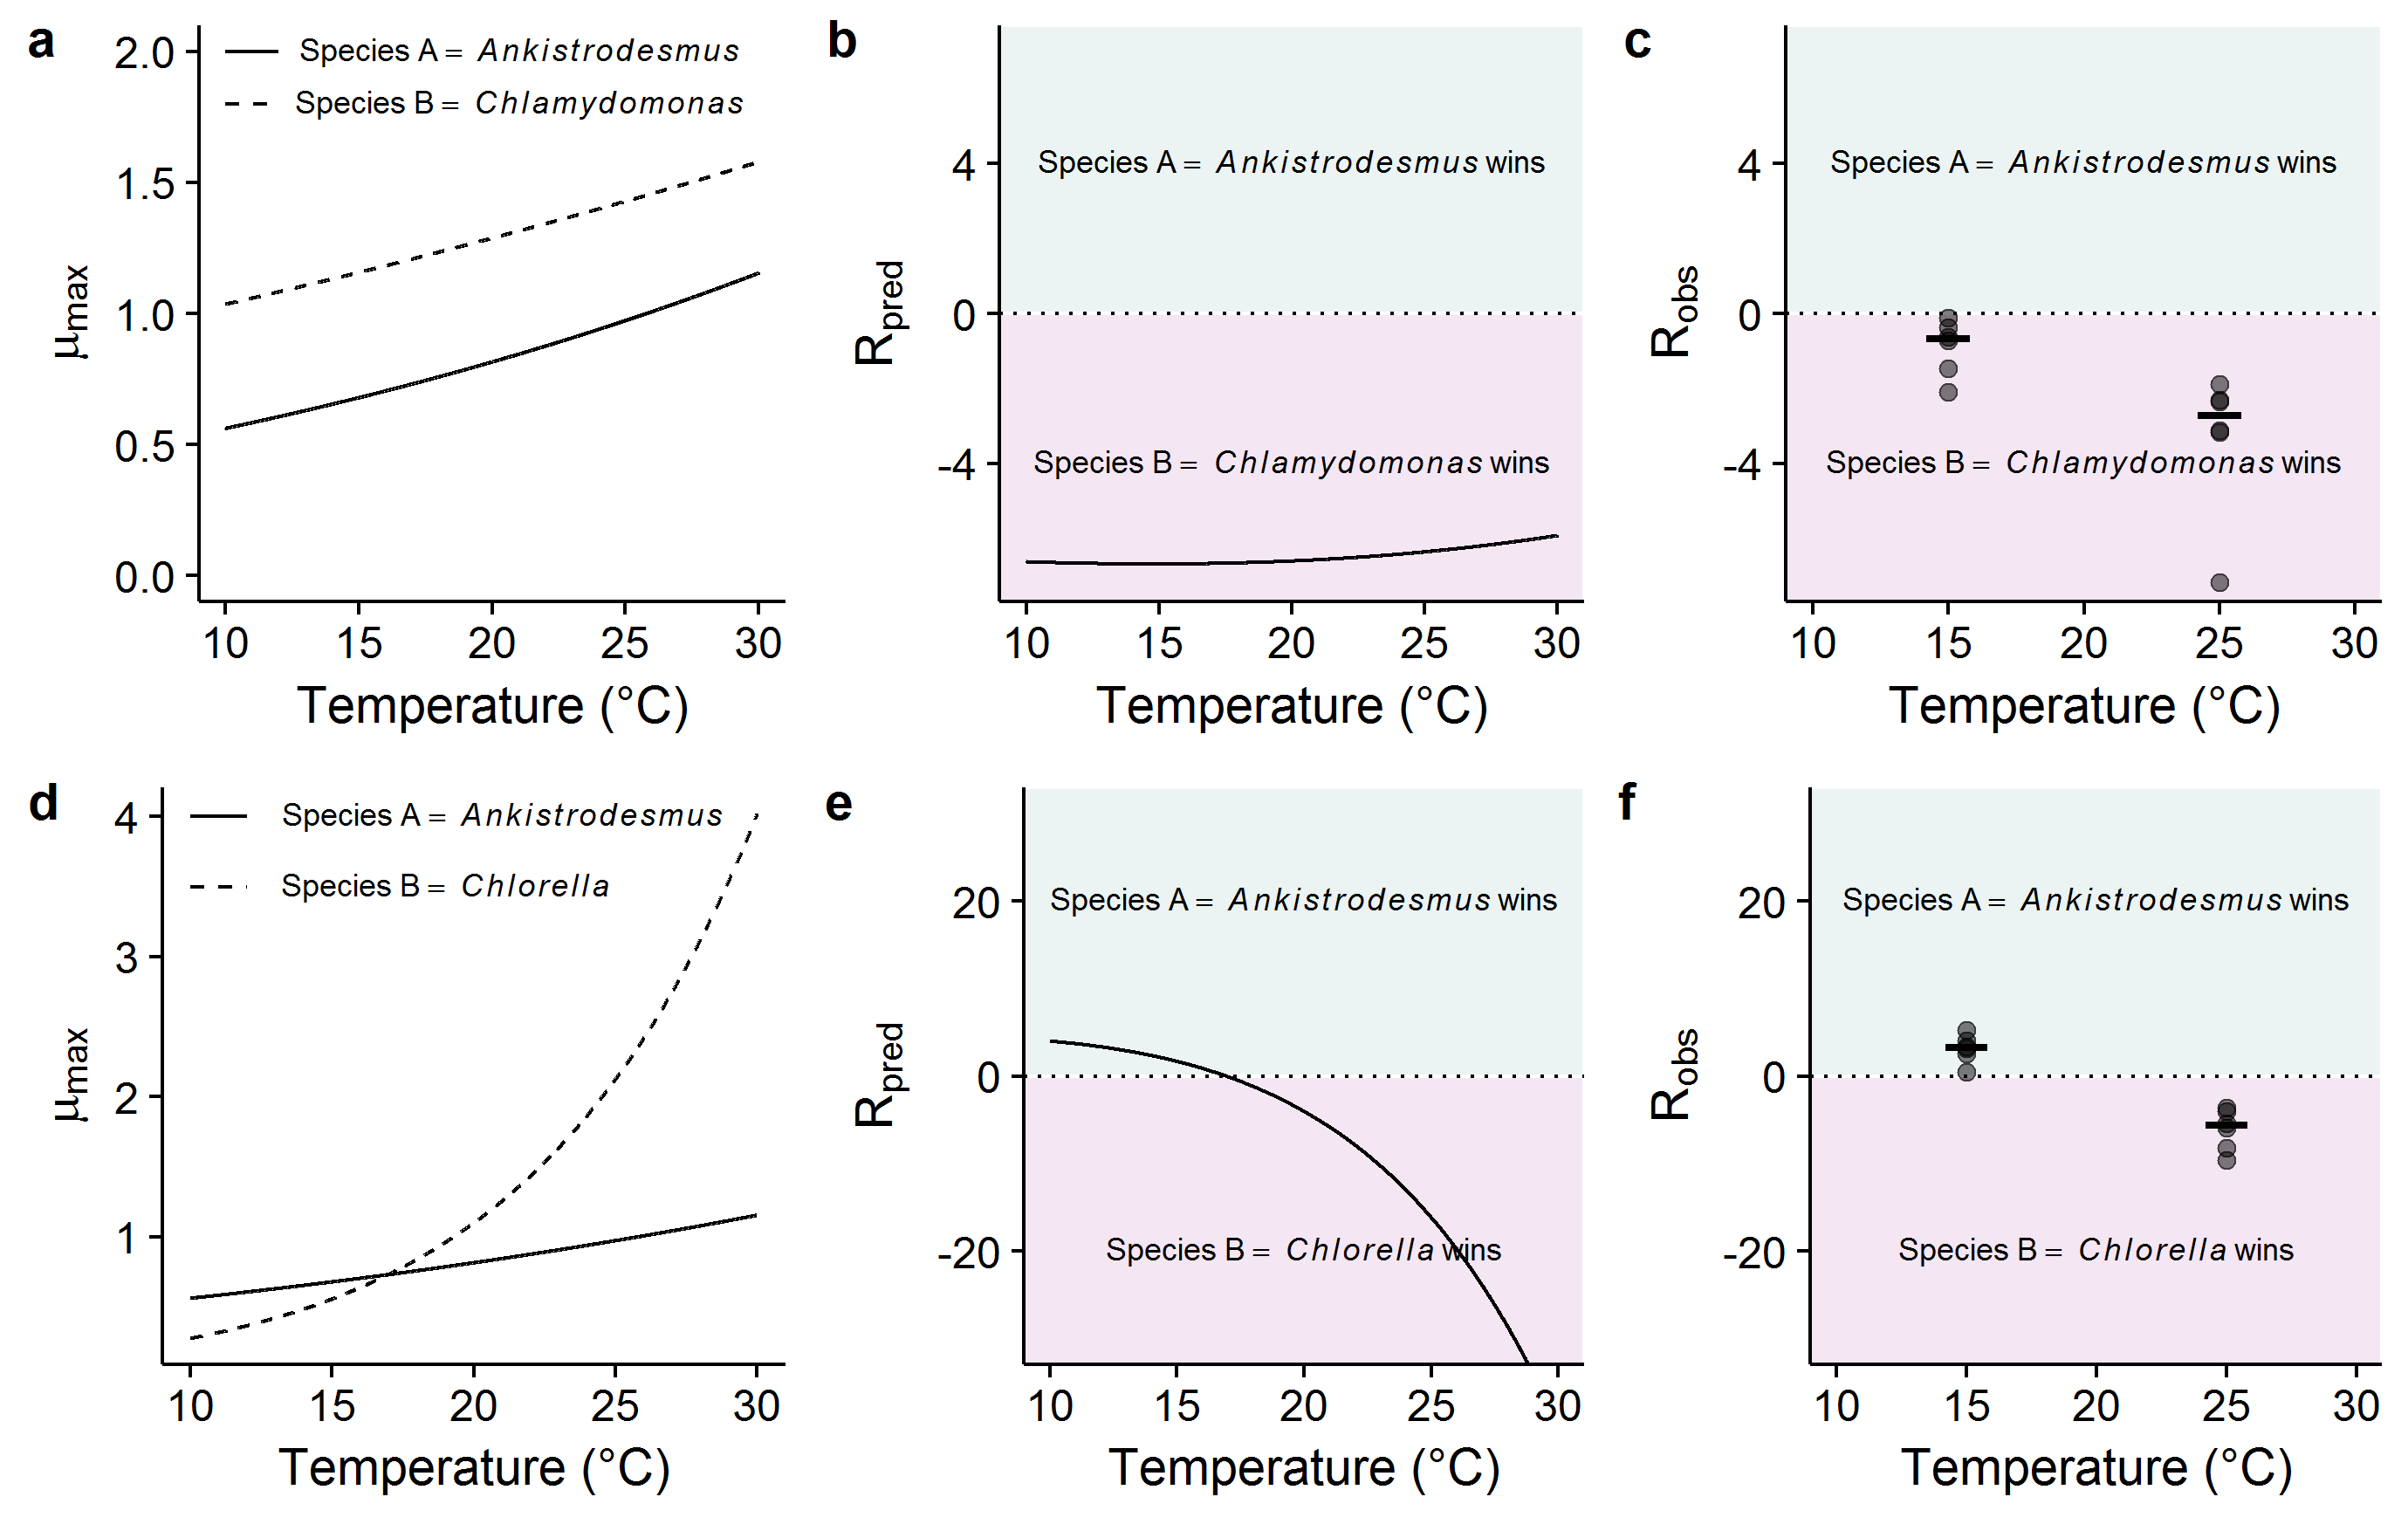 a
2.0
1.5
1.0
0.5
0.0
μmax
Species A = Ankistrodesmus
Species B = Chlamydomonas
10 15 20 25 30
Temperature (°C)
b
4
0
-4
Rpred
Species A = Ankistrodesmus wins
Species B = Chlamydomonas wins
10 15 20 25 30
Temperature (°C)
c
4
0
-4
Robs
Species A = Ankistrodesmus wins
Species B = Chlamydomonas wins
10 15 20 25 30
Temperature (°C)
d
4
3
2
1
μmax
Species A = Ankistrodesmus
Species B = Chlorella
10 15 20 25 30
Temperature (°C)
e
20
0
-20
Rpred
Species A = Ankistrodesmus wins
Species B = Chlorella wins
10 15 20 25 30
Temperature (°C)
f
20
0
-20
Robs
Species A = Ankistrodesmus wins
Species B = Chlorella wins
10 15 20 25 30
Temperature (°C)